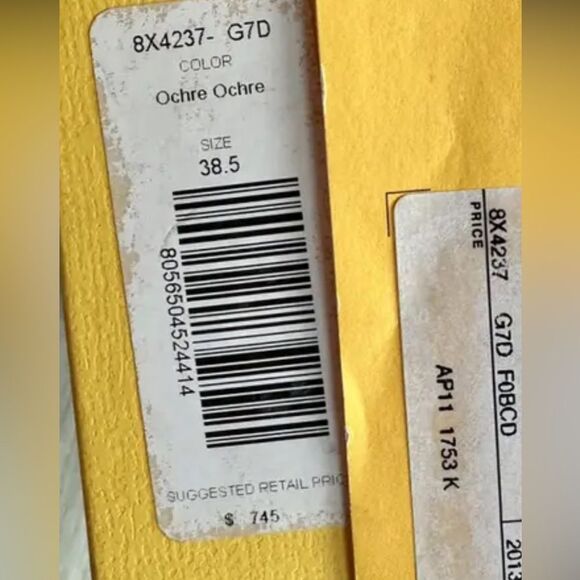 8X4237- G7D
COLOR
Ochre Ochre
SIZE
38.5
8056504524414
SUGGESTED RETAIL PRIC
$ 745
8X4237 G7D F0BCD
PRICE
AP11 1753 K
2013